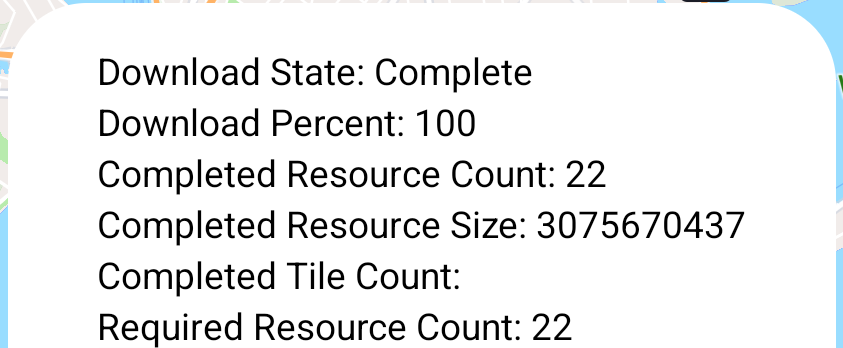 Download State: Complete
Download Percent: 100
Completed Resource Count: 22
Completed Resource Size: 3075670437
Completed Tile Count:
Required Resource Count: 22